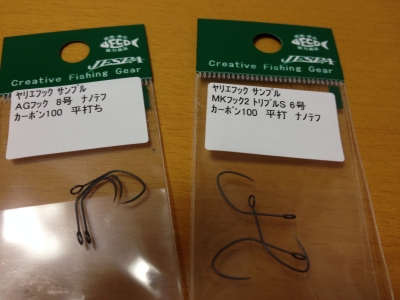 ECO
JESPA
Creative Fishing Gear
ヤリエフック サンプル
AGフック 8号 ナノテフ
カーボン100 平打ち
ECO
JESPA
Creative Fishing Gear
ヤリエフック サンプル
MKフック2 トリプルS 6号
カーボン100 平打 ナノテフ